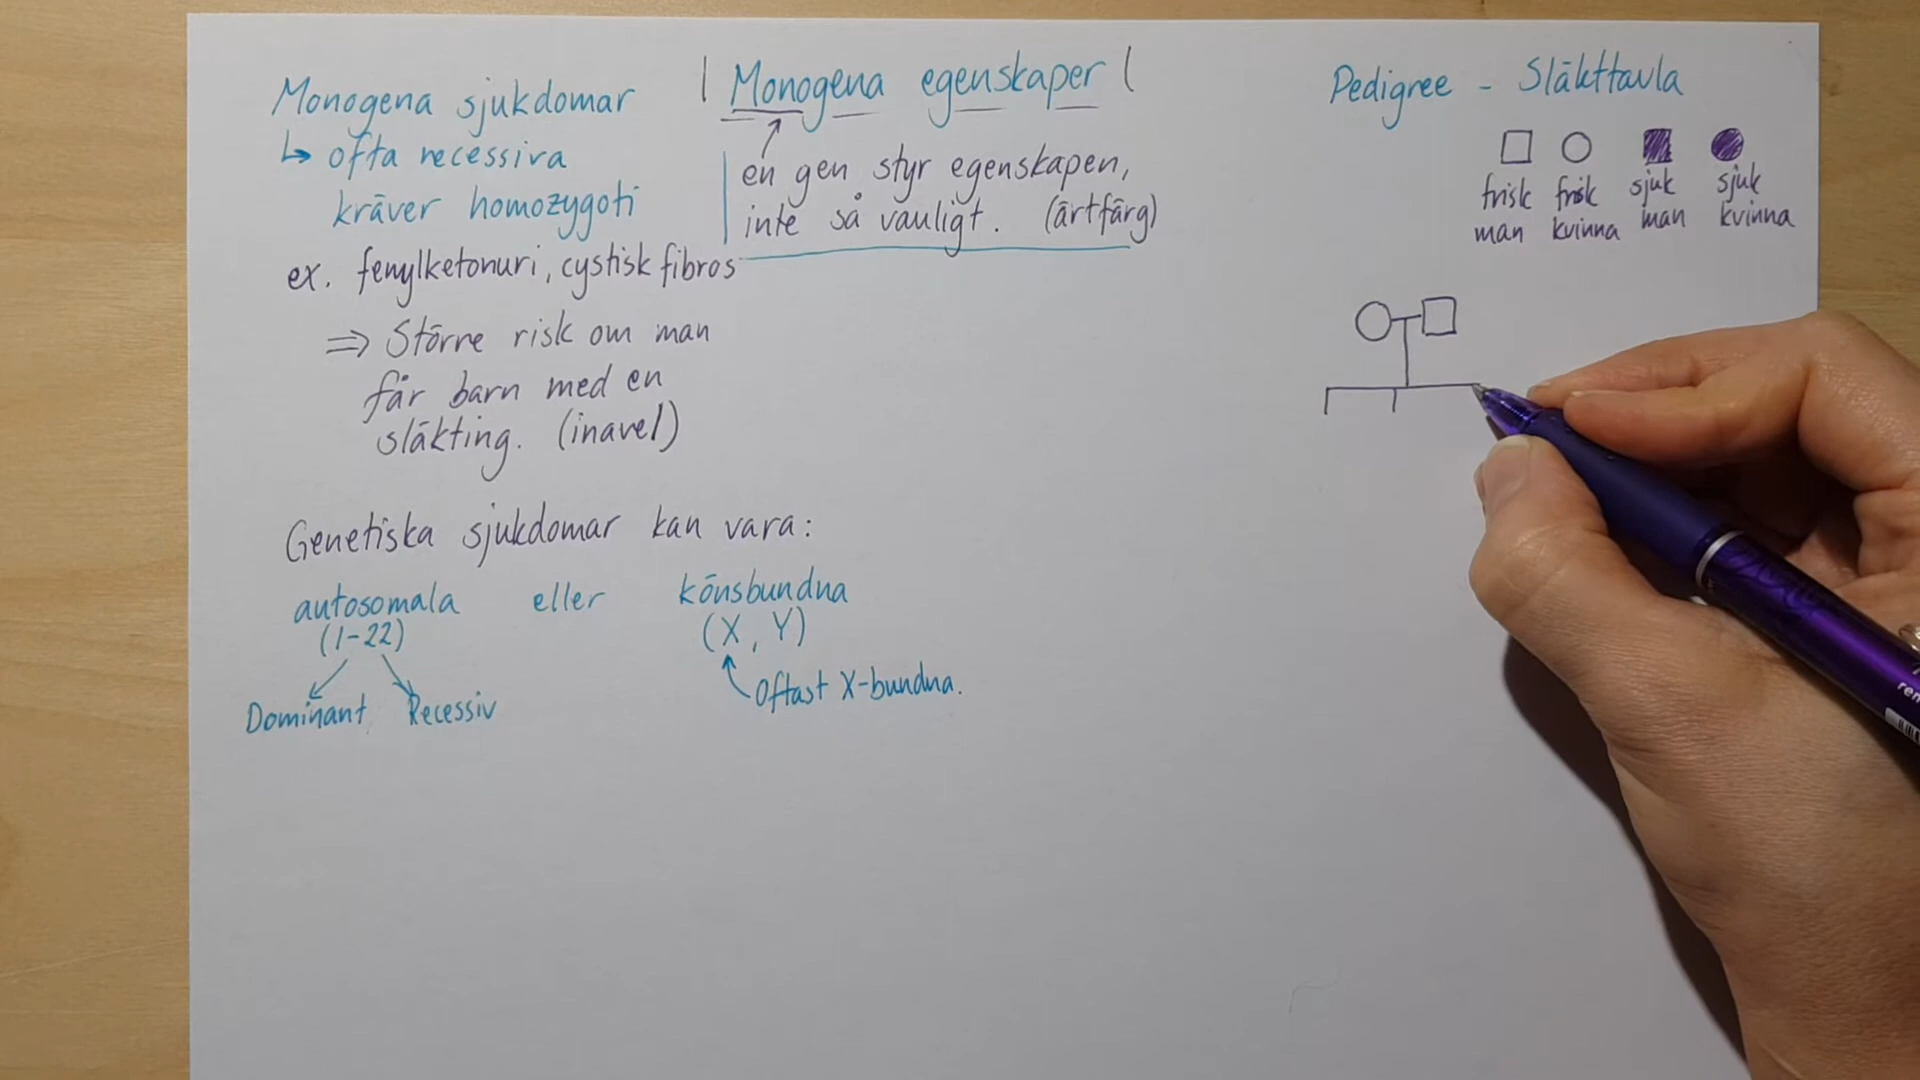 Monogena egenskaper
en gen styr egenskapen,
inte så vanligt. (ärtfärg)
Monogena sjukdomar
↳ ofta recessiva
kräver homozygoti
ex. fenylketonuri, cystisk fibros
⇒ Större risk om man
får barn med en
släkting. (inavel)
Genetiska sjukdomar kan vara:
autosomala eller könsbundna
(1-22) (X, Y)
Dominant Recessiv
Oftast X-bundna.
Pedigree - Släkttavla
frisk man
frisk kvinna
sjuk man
sjuk kvinna